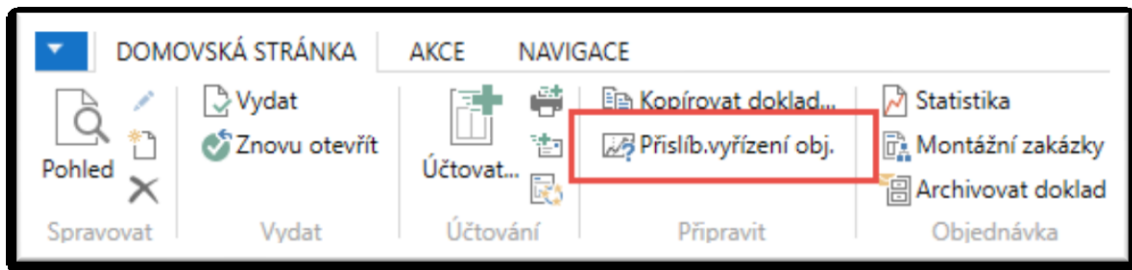 DOMOVSKÁ STRÁNKA AKCE NAVIGACE
Pohled
Spravovat
Vydat
Znovu otevřít
Vydat
Účtovat...
Účtování
Kopírovat doklad...
Přislíb.vyřízení obj.
Připravit
Statistika
Montážní zakázky
Archivovat doklad
Objednávka